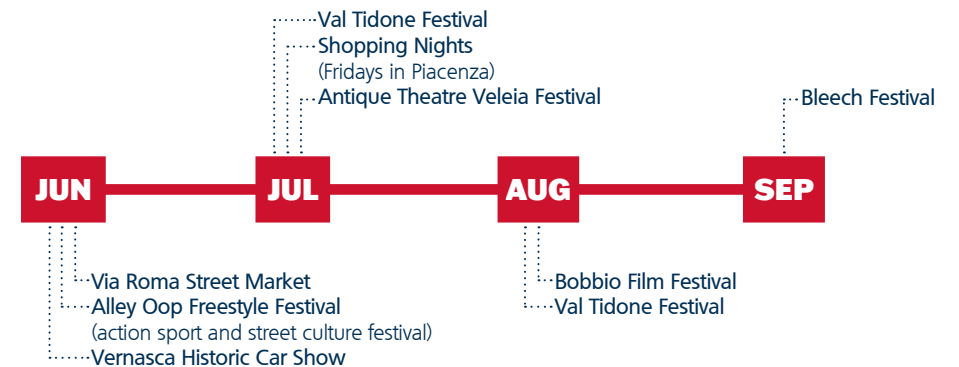 Val Tidone Festival
Shopping Nights
(Fridays in Piacenza)
Antique Theatre Veleia Festival
Bleech Festival
JUN
JUL
AUG
SEP
Via Roma Street Market
Alley Oop Freestyle Festival
(action sport and street culture festival)
Vernasca Historic Car Show
Bobbio Film Festival
Val Tidone Festival